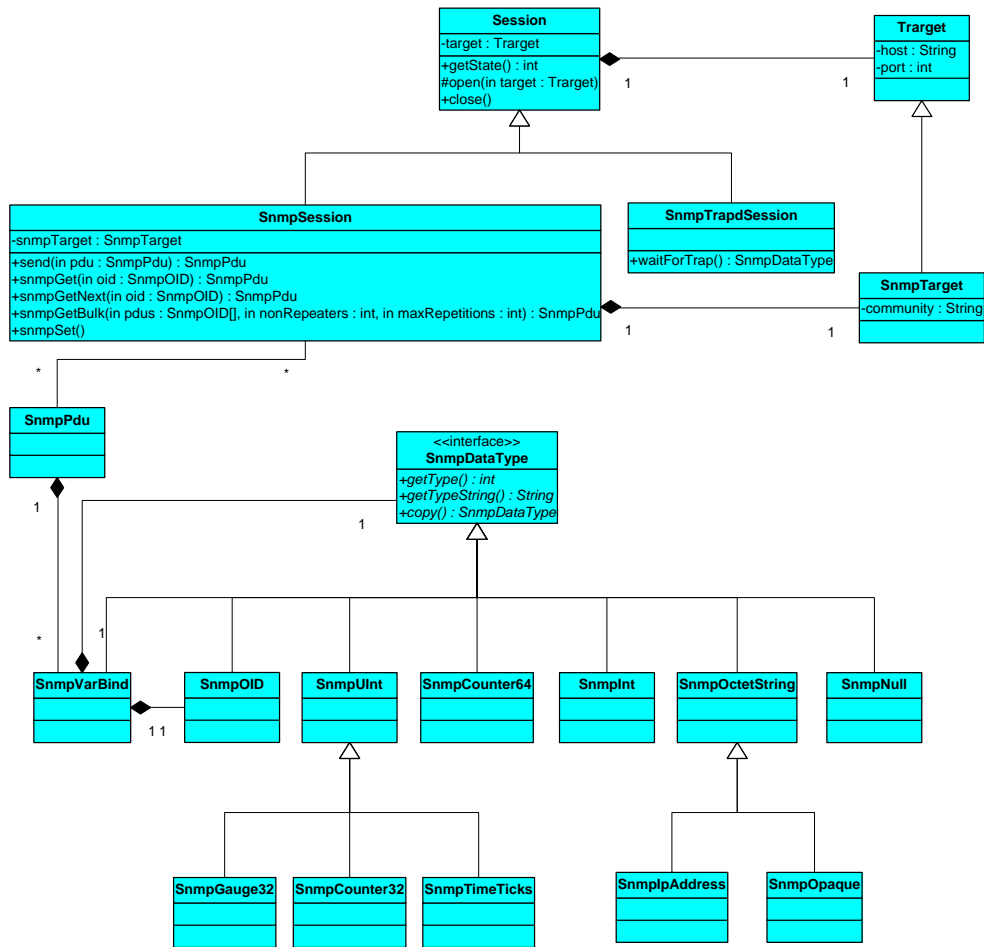 Session
-target : Trarget
+getState() : int
#open(in target : Trarget)
+close()
Trarget
-host : String
-port : int
1
1
SnmpSession
-snmpTarget : SnmpTarget
+send(in pdu : SnmpPdu) : SnmpPdu
+snmpGet(in oid : SnmpOID) : SnmpPdu
+snmpGetNext(in oid : SnmpOID) : SnmpPdu
+snmpGetBulk(in pdus : SnmpOID[], in nonRepeaters : int, in maxRepetitions : int) : SnmpPdu
+snmpSet()
SnmpTrapdSession
+waitForTrap() : SnmpDataType
SnmpTarget
-community : String
1
1
*
*
SnmpPdu
<<interface>>
SnmpDataType
+getType() : int
+getTypeString() : String
+copy() : SnmpDataType
1
1
*
1
SnmpVarBind
SnmpOID
SnmpUInt
SnmpCounter64
SnmpInt
SnmpOctetString
SnmpNull
1 1
SnmpGauge32
SnmpCounter32
SnmpTimeTicks
SnmpIpAddress
SnmpOpaque